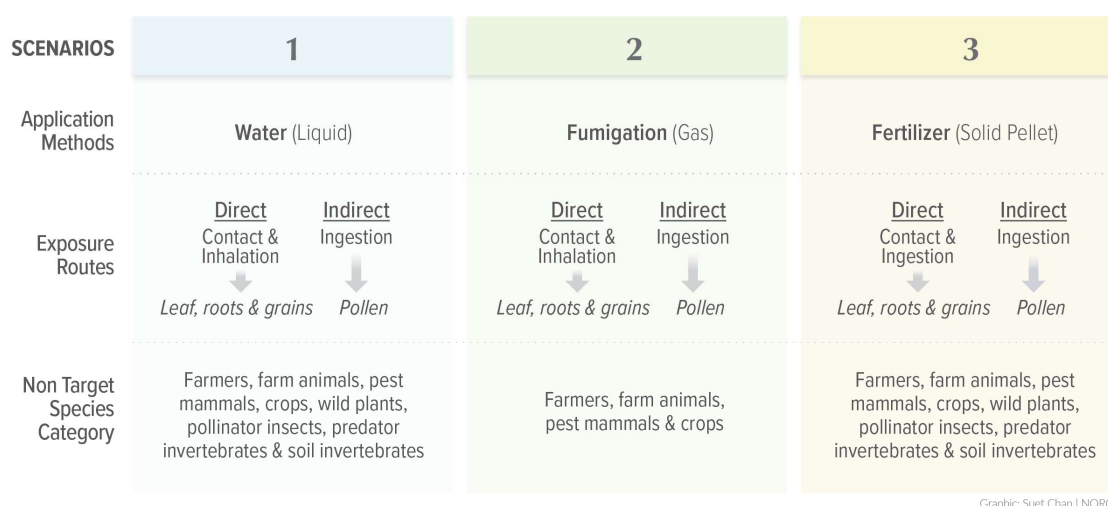 SCENARIOS
1
2
3
Application
Methods
Water (Liquid)
Fumigation (Gas)
Fertilizer (Solid Pellet)
Exposure
Routes
Direct
Contact &
Inhalation
Leaf, roots & grains
Indirect
Ingestion
Pollen
Direct
Contact &
Inhalation
Leaf, roots & grains
Indirect
Ingestion
Pollen
Direct
Contact &
Ingestion
Leaf, roots & grains
Indirect
Ingestion
Pollen
Non Target
Species
Category
Farmers, farm animals, pest
mammals, crops, wild plants,
pollinator insects, predator
invertebrates & soil invertebrates
Farmers, farm animals,
pest mammals & crops
Farmers, farm animals, pest
mammals, crops, wild plants,
pollinator insects, predator
invertebrates & soil invertebrates
Graphic: Suet Chan |